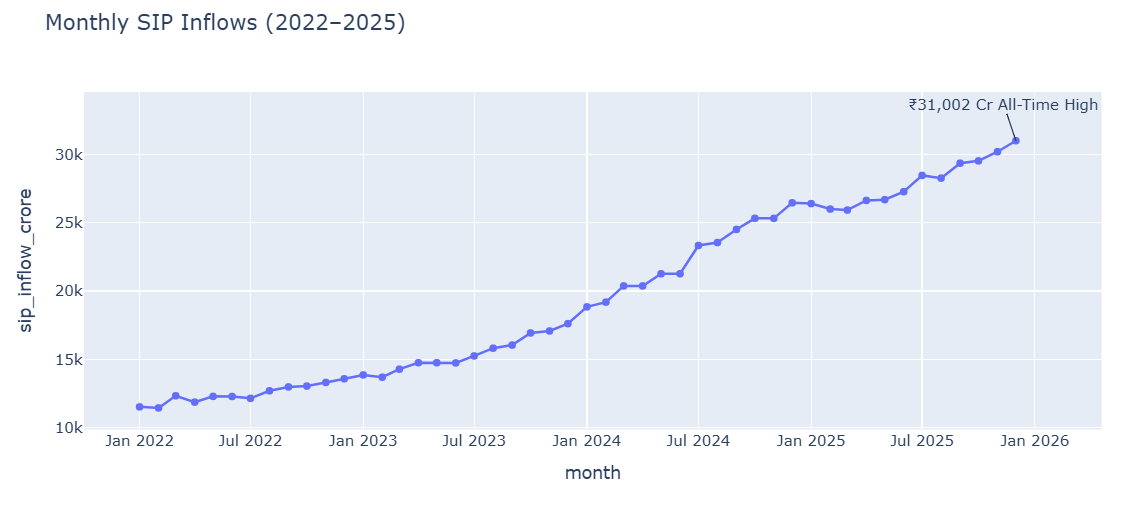 Monthly SIP Inflows (2022–2025)
₹31,002 Cr All-Time High
30k
25k
20k
15k
10k
sip_inflow_crore
Jan 2022 Jul 2022 Jan 2023 Jul 2023 Jan 2024 Jul 2024 Jan 2025 Jul 2025 Jan 2026
month